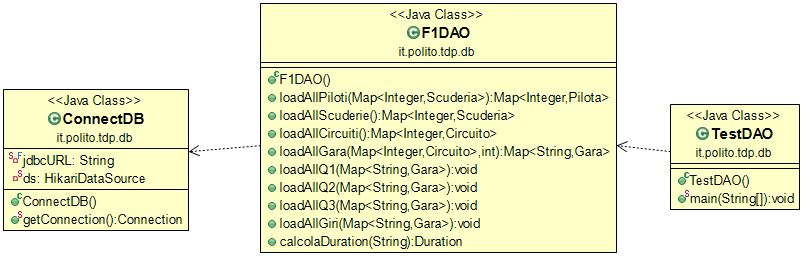 <<Java Class>>
ConnectDB
it.polito.tdp.db
jdbcURL: String
ds: HikariDataSource
ConnectDB()
getConnection():Connection
<<Java Class>>
F1DAO
it.polito.tdp.db
F1DAO()
loadAllPiloti(Map<Integer,Scuderia>):Map<Integer,Pilota>
loadAllScuderie():Map<Integer,Scuderia>
loadAllCircuiti():Map<Integer,Circuito>
loadAllGara(Map<Integer,Circuito>,int):Map<String,Gara>
loadAllQ1(Map<String,Gara>):void
loadAllQ2(Map<String,Gara>):void
loadAllQ3(Map<String,Gara>):void
loadAllGiri(Map<String,Gara>):void
calcolaDuration(String):Duration
<<Java Class>>
TestDAO
it.polito.tdp.db
TestDAO()
main(String[]):void